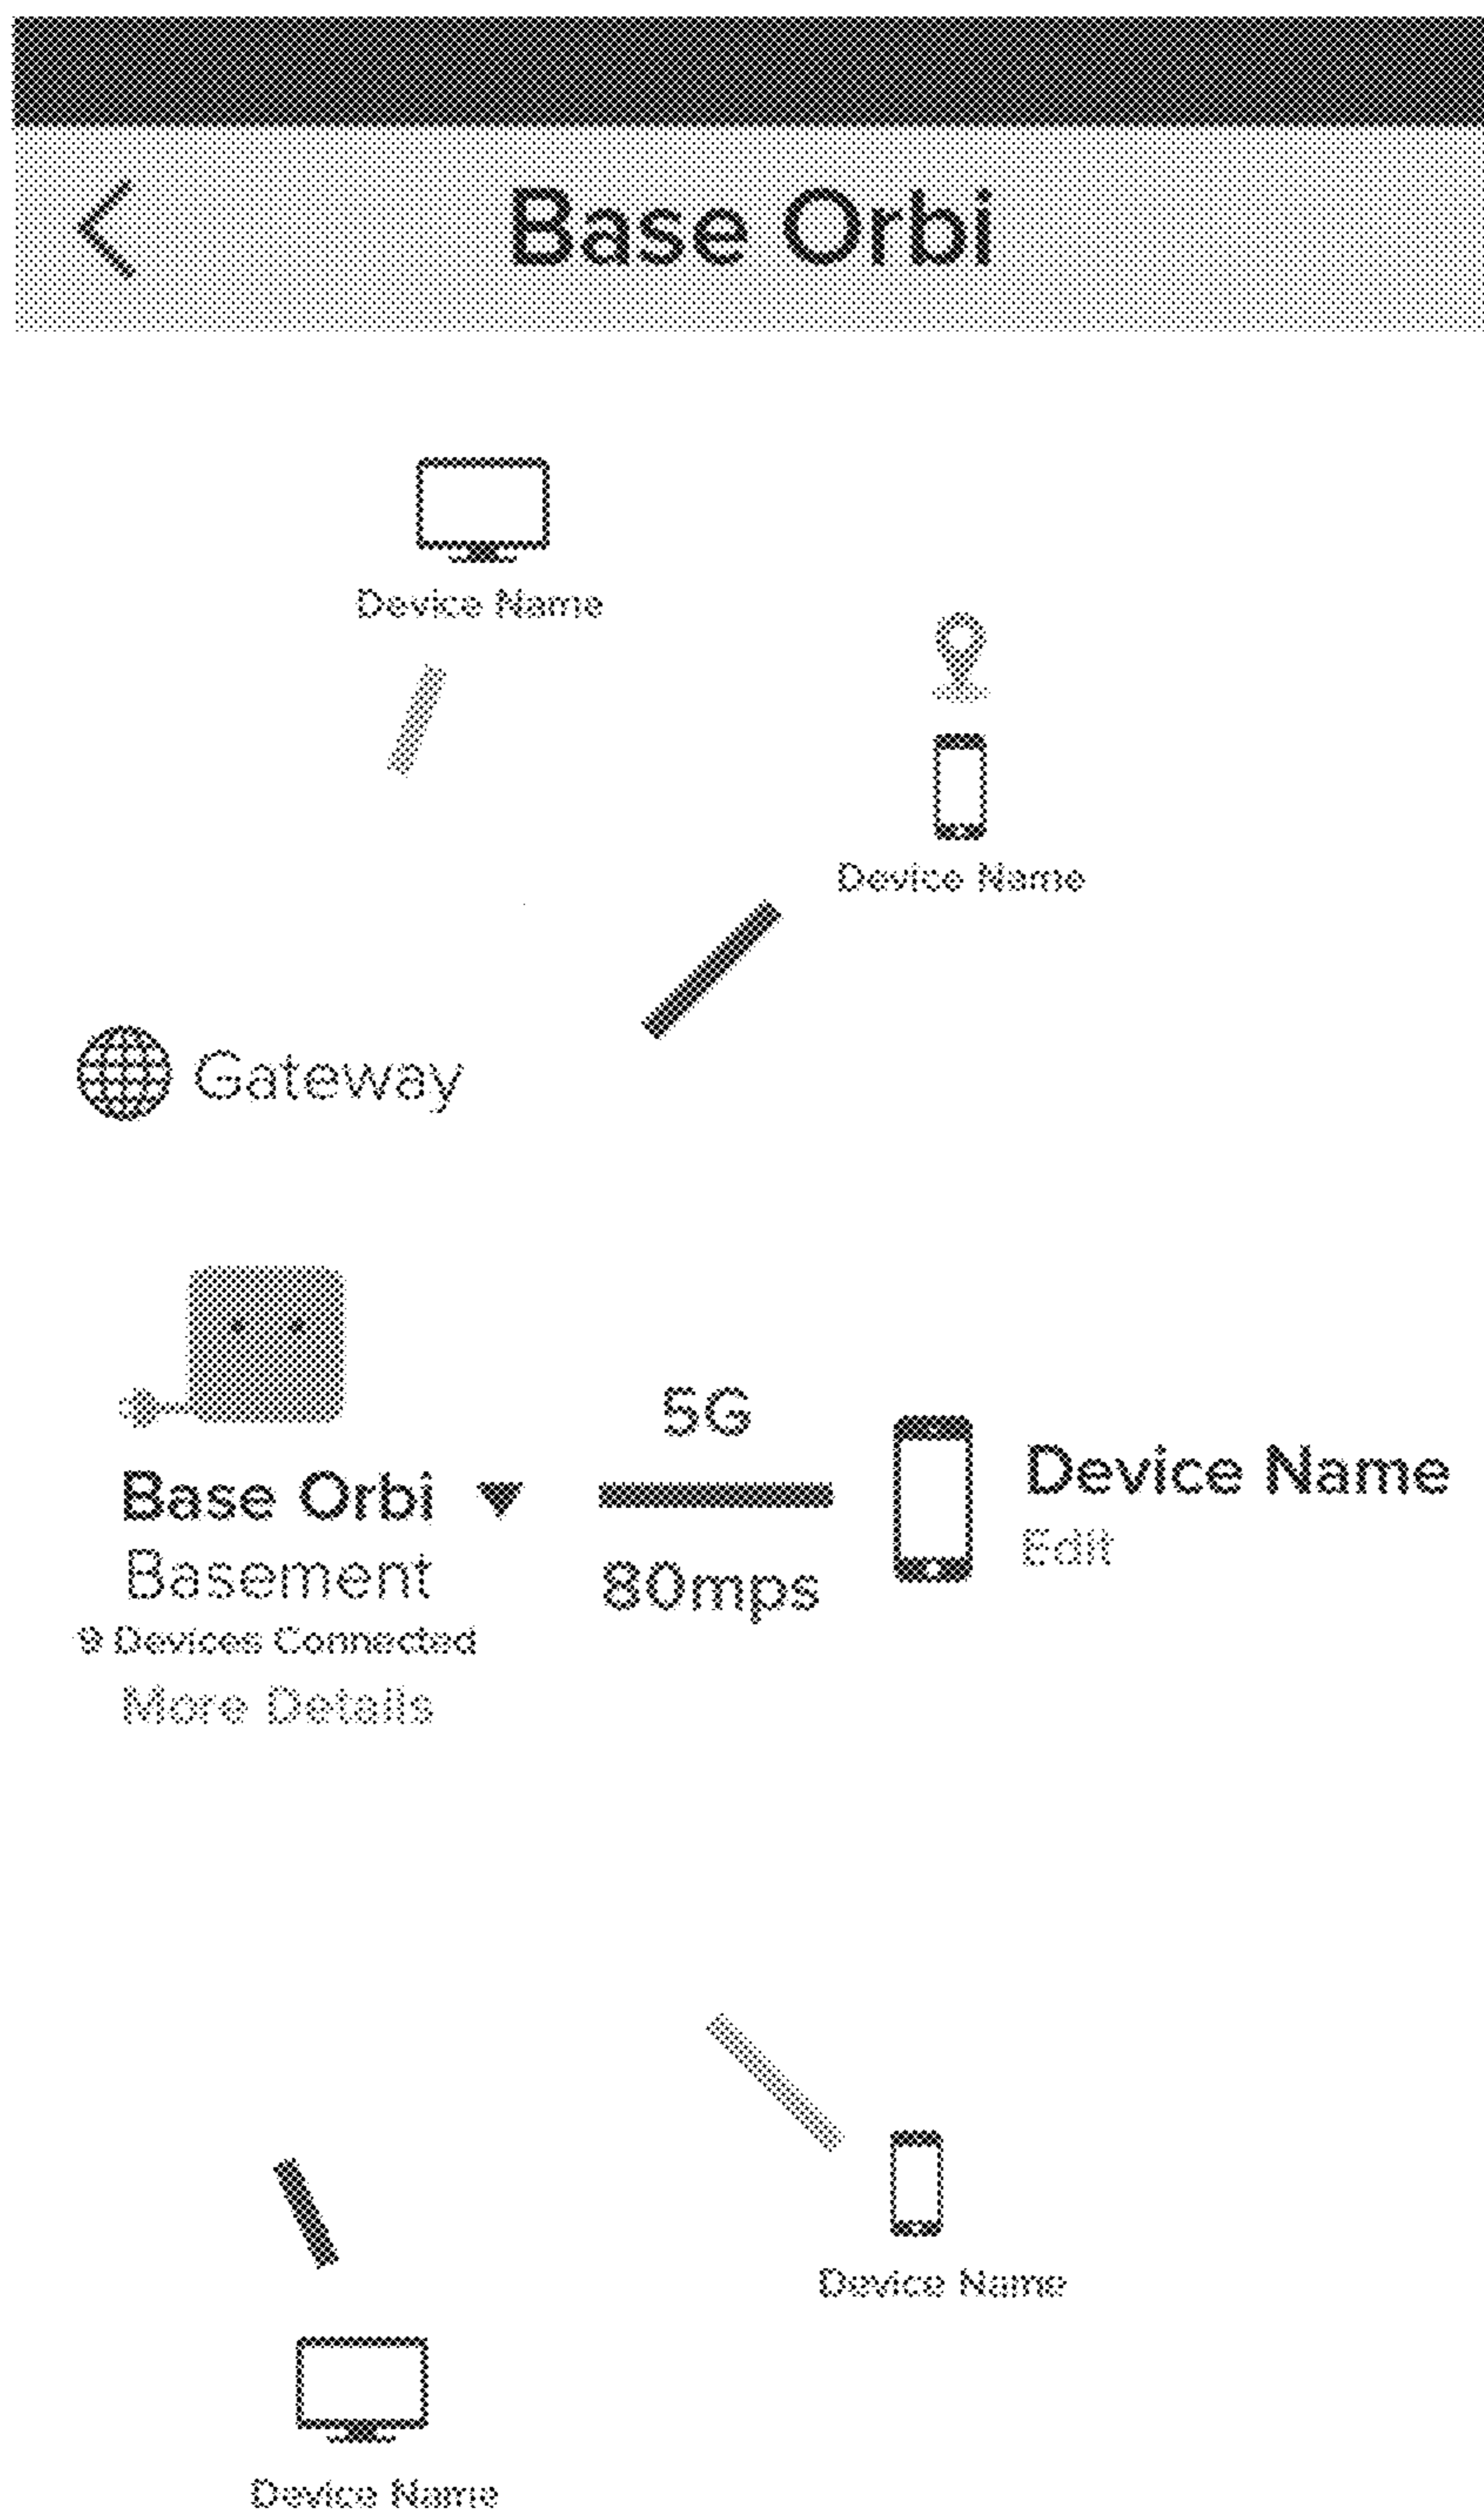 Base Orbi
Device Name
Device Name
Gateway
5G
Base Orbi
Device Name
Edit
Basement
80mps
9 Devices Connected
More Details
Device Name
Device Name